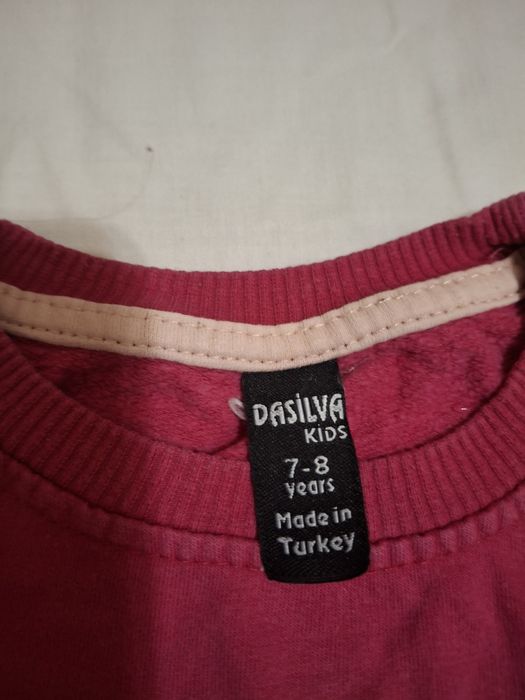 DASİLVA
KiDS
7-8
years
Made in
Turkey